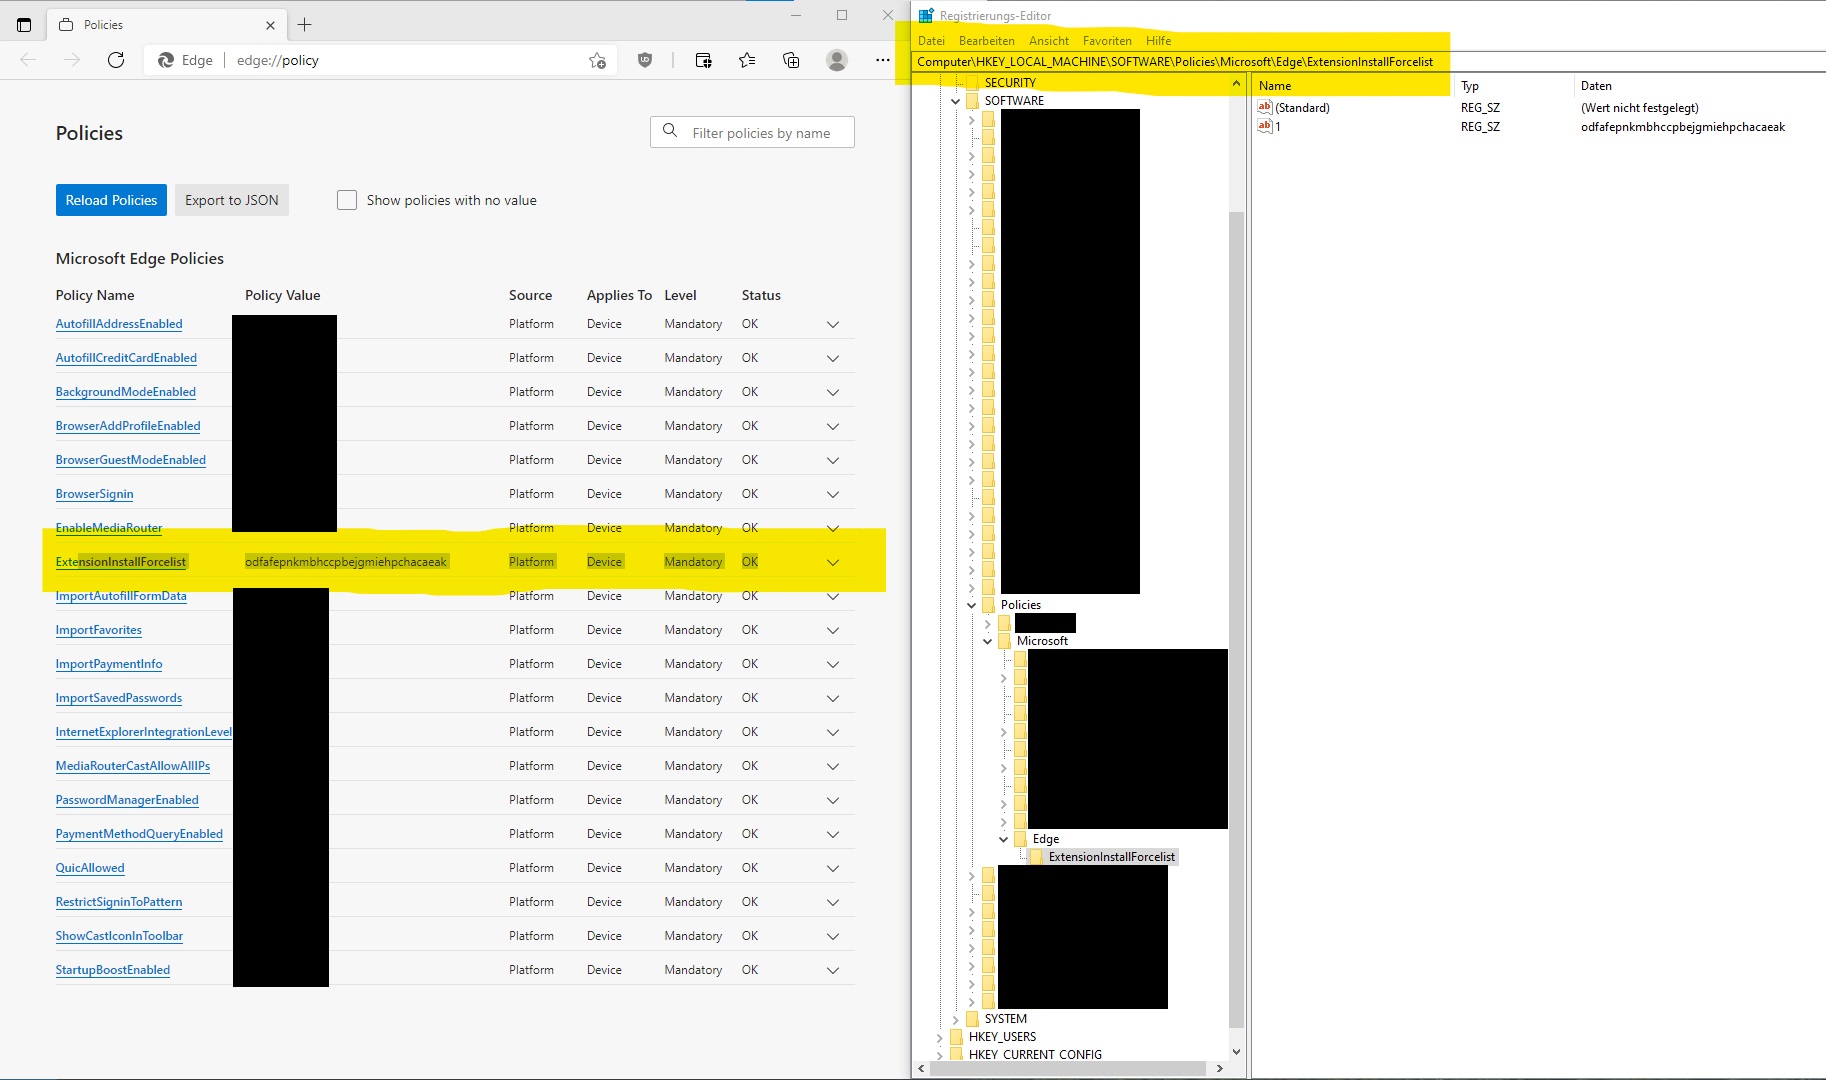 Policies
Edge
edge://policy
Policies
Filter policies by name
Reload Policies
Export to JSON
Show policies with no value
Microsoft Edge Policies
Policy Name Policy Value Source Applies To Level Status
AutofillAddressEnabled Platform Device Mandatory OK
AutofillCreditCardEnabled Platform Device Mandatory OK
BackgroundModeEnabled Platform Device Mandatory OK
BrowserAddProfileEnabled Platform Device Mandatory OK
BrowserGuestModeEnabled Platform Device Mandatory OK
BrowserSignin Platform Device Mandatory OK
EnableMediaRouter Platform Device Mandatory OK
ExtensionInstallForcelist odfafepnkmbhccpbejgmiehpchacaeak Platform Device Mandatory OK
ImportAutofillFormData Platform Device Mandatory OK
ImportFavorites Platform Device Mandatory OK
ImportPaymentInfo Platform Device Mandatory OK
ImportSavedPasswords Platform Device Mandatory OK
InternetExplorerIntegrationLevel Platform Device Mandatory OK
MediaRouterCastAllowAllIPs Platform Device Mandatory OK
PasswordManagerEnabled Platform Device Mandatory OK
PaymentMethodQueryEnabled Platform Device Mandatory OK
QuicAllowed Platform Device Mandatory OK
RestrictSigninToPattern Platform Device Mandatory OK
ShowCastIconInToolbar Platform Device Mandatory OK
StartupBoostEnabled Platform Device Mandatory OK
Registrierungs-Editor
Datei Bearbeiten Ansicht Favoriten Hilfe
Computer\HKEY_LOCAL_MACHINE\SOFTWARE\Policies\Microsoft\Edge\ExtensionInstallForcelist
SECURITY
SOFTWARE
Policies
Microsoft
Edge
ExtensionInstallForcelist
SYSTEM
HKEY_USERS
HKEY_CURRENT_CONFIG
Name Typ Daten
(Standard) REG_SZ (Wert nicht festgelegt)
1 REG_SZ odfafepnkmbhccpbejgmiehpchacaeak